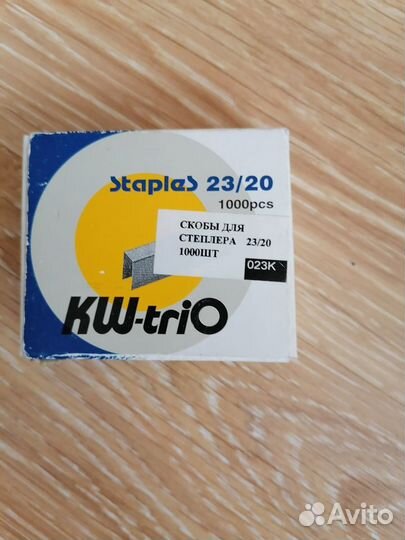 Staples 23/20
1000pcs
СКОБЫ ДЛЯ
СТЕПЛЕРА 23/20
1000ШТ
023K
KW-triO
Avito